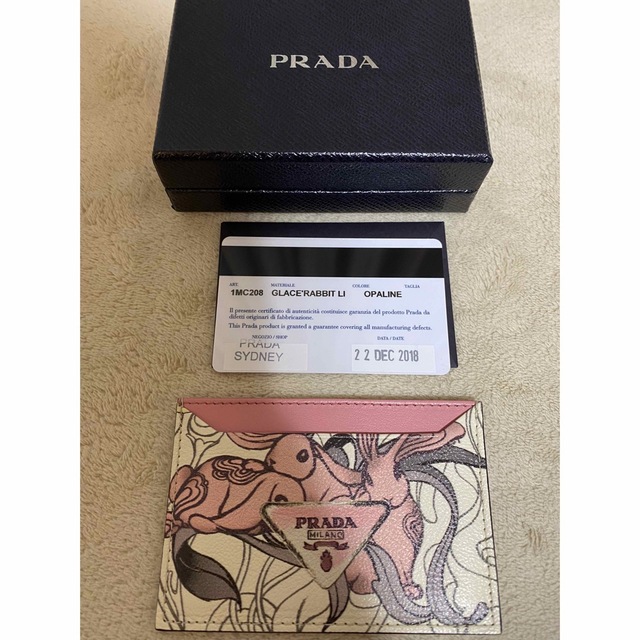 PRADA
ART. MATERIALE COLORE TAGLIA
1MC208 GLACE'RABBIT LI OPALINE
Il presente certificato di autenticità costituisce garanzia del prodotto Prada da
difetti originari di fabbricazione.
This Prada product is granted a guarantee covering all manufacturing defects.
NEGOZIO / SHOP DATA / DATE
PRADA
SYDNEY 22 DEC 2018
PRADA
MILANO